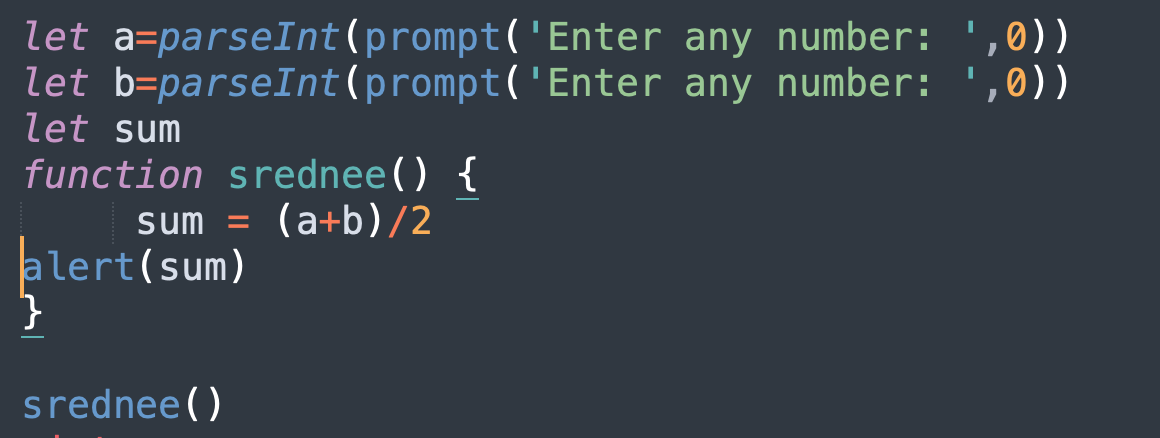 let a=parseInt(prompt('Enter any number: ',0))
let b=parseInt(prompt('Enter any number: ',0))
let sum
function srednee() {
sum = (a+b)/2
alert(sum)
}
srednee()